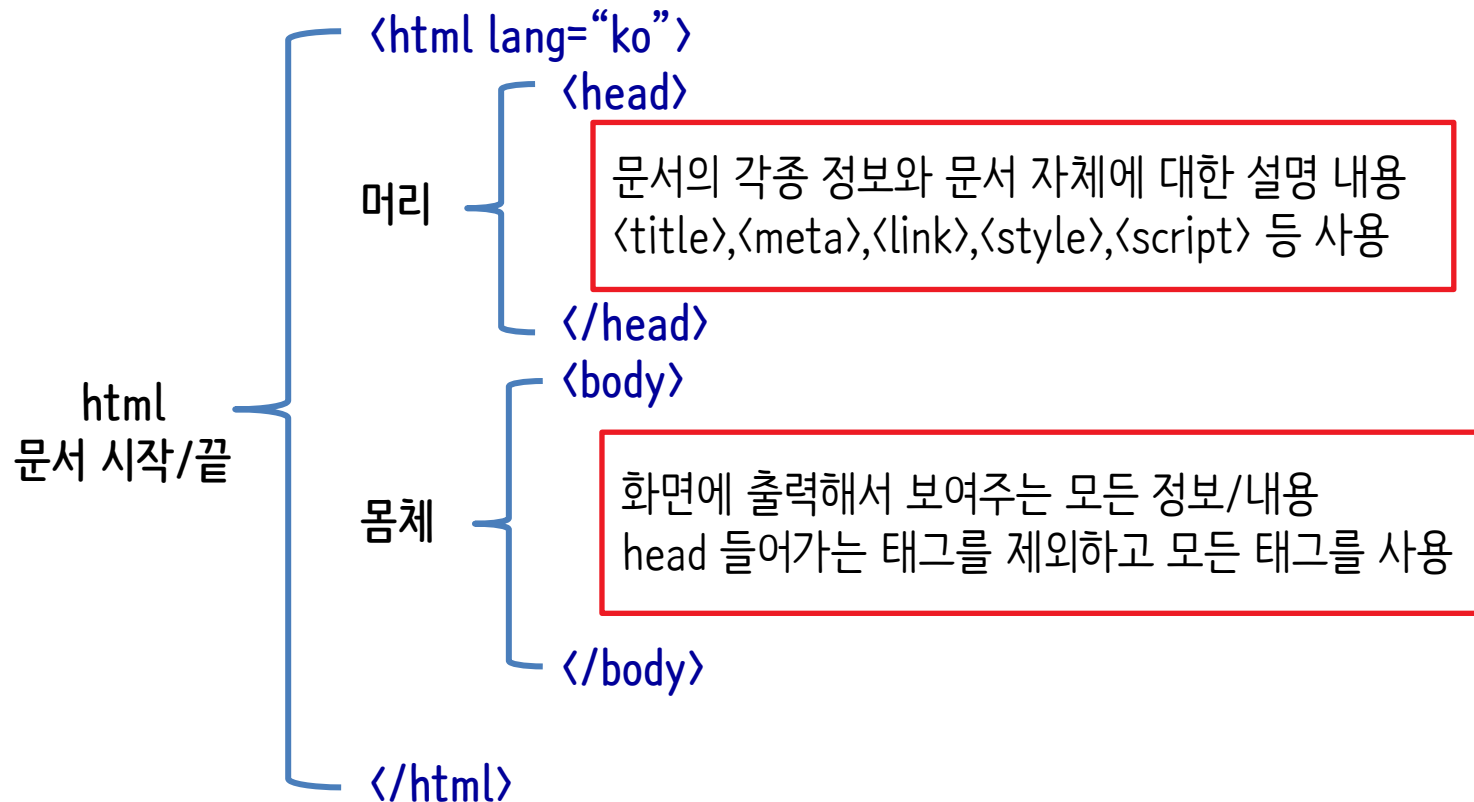 <html lang=“ko”>
<head>
머리
문서의 각종 정보와 문서 자체에 대한 설명 내용
<title>,<meta>,<link>,<style>,<script> 등 사용
</head>
html
문서 시작/끝
<body>
몸체
화면에 출력해서 보여주는 모든 정보/내용
head 들어가는 태그를 제외하고 모든 태그를 사용
</body>
</html>